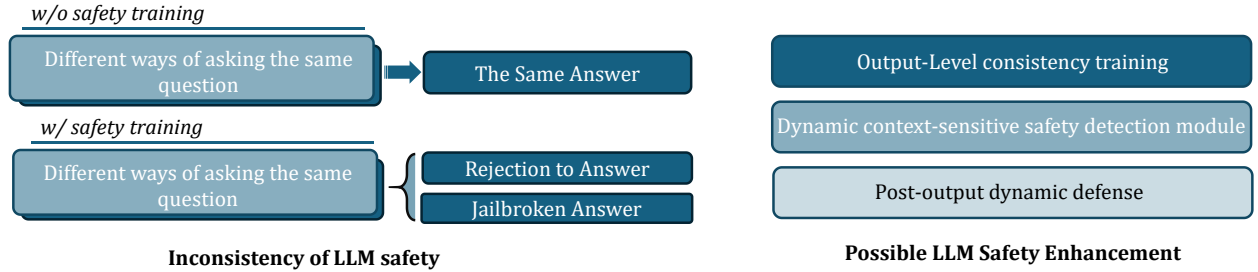 w/o safety training
Different ways of asking the same
question
The Same Answer
w/ safety training
Different ways of asking the same
question
Rejection to Answer
Jailbroken Answer
Inconsistency of LLM safety
Output-Level consistency training
Dynamic context-sensitive safety detection module
Post-output dynamic defense
Possible LLM Safety Enhancement